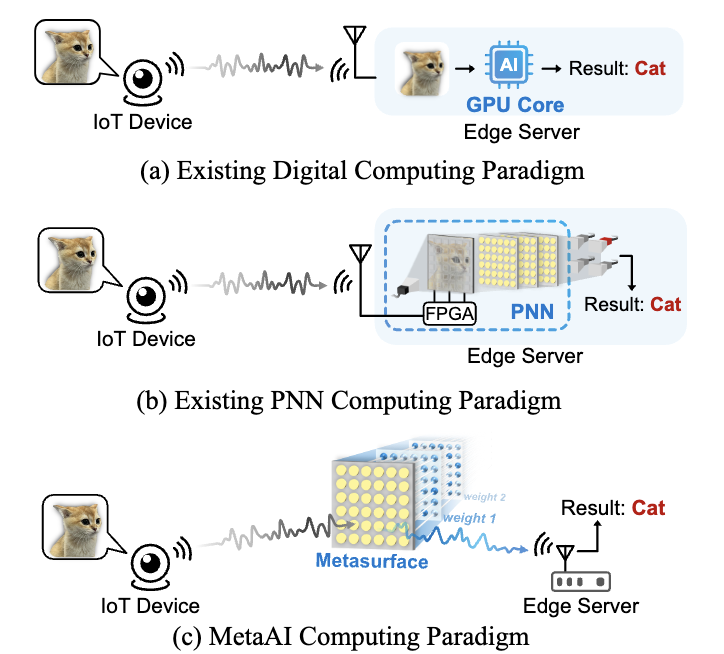 AI
Result: Cat
GPU Core
IoT Device
Edge Server
(a) Existing Digital Computing Paradigm
FPGA
PNN
Result: Cat
IoT Device
Edge Server
(b) Existing PNN Computing Paradigm
weight 2
weight 1
Result: Cat
Metasurface
IoT Device
Edge Server
(c) MetaAI Computing Paradigm